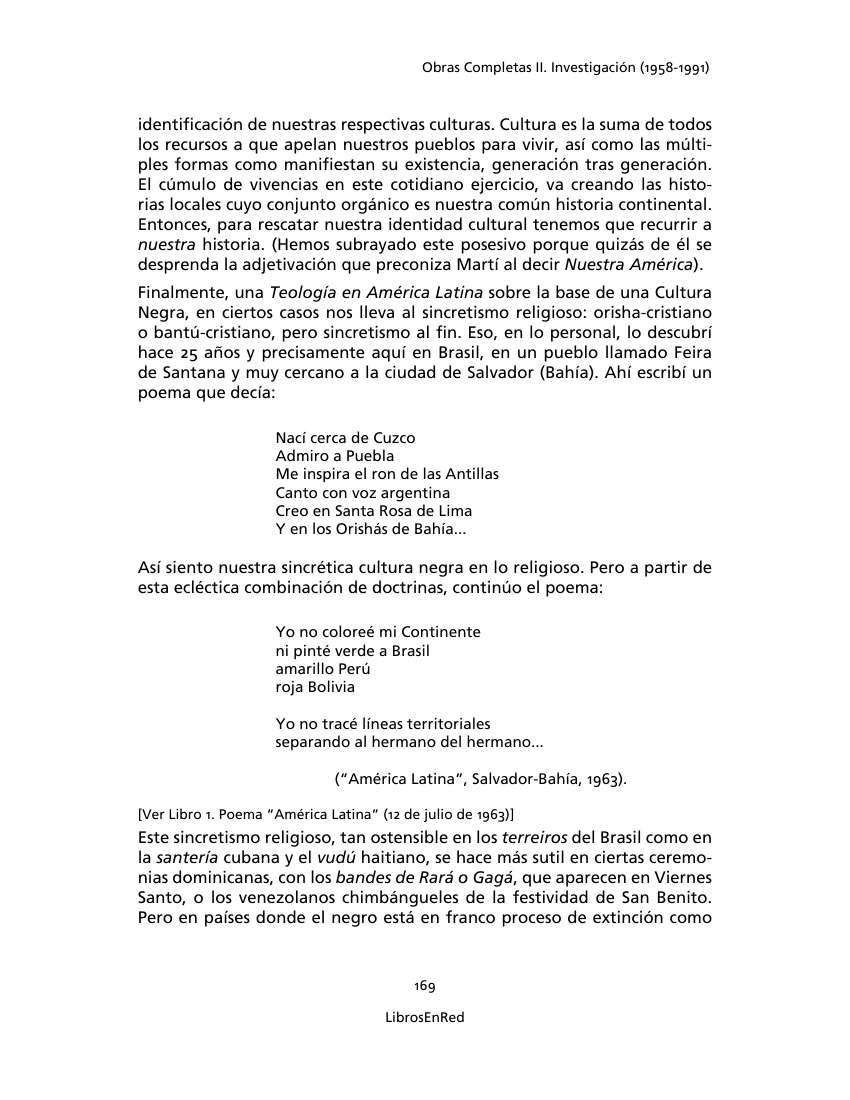 Obras Completas II. Investigación (1958-1991)
identificación de nuestras respectivas culturas. Cultura es la suma de todos
los recursos a que apelan nuestros pueblos para vivir, así como las múlti-
ples formas como manifiestan su existencia, generación tras generación.
El cúmulo de vivencias en este cotidiano ejercicio, va creando las histo-
rias locales cuyo conjunto orgánico es nuestra común historia continental.
Entonces, para rescatar nuestra identidad cultural tenemos que recurrir a
nuestra historia. (Hemos subrayado este posesivo porque quizás de él se
desprenda la adjetivación que preconiza Martí al decir Nuestra América).
Finalmente, una Teología en América Latina sobre la base de una Cultura
Negra, en ciertos casos nos lleva al sincretismo religioso: orisha-cristiano
o bantú-cristiano, pero sincretismo al fin. Eso, en lo personal, lo descubrí
hace 25 años y precisamente aquí en Brasil, en un pueblo llamado Feira
de Santana y muy cercano a la ciudad de Salvador (Bahía). Ahí escribí un
poema que decía:
Nací cerca de Cuzco
Admiro a Puebla
Me inspira el ron de las Antillas
Canto con voz argentina
Creo en Santa Rosa de Lima
Y en los Orishás de Bahía...
Así siento nuestra sincrética cultura negra en lo religioso. Pero a partir de
esta ecléctica combinación de doctrinas, continúo el poema:
Yo no coloreé mi Continente
ni pinté verde a Brasil
amarillo Perú
roja Bolivia
Yo no tracé líneas territoriales
separando al hermano del hermano...
(“América Latina”, Salvador-Bahía, 1963).
[Ver Libro 1. Poema “América Latina” (12 de julio de 1963)]
Este sincretismo religioso, tan ostensible en los terreiros del Brasil como en
la santería cubana y el vudú haitiano, se hace más sutil en ciertas ceremo-
nias dominicanas, con los bandes de Rará o Gagá, que aparecen en Viernes
Santo, o los venezolanos chimbángueles de la festividad de San Benito.
Pero en países donde el negro está en franco proceso de extinción como
169
LibrosEnRed